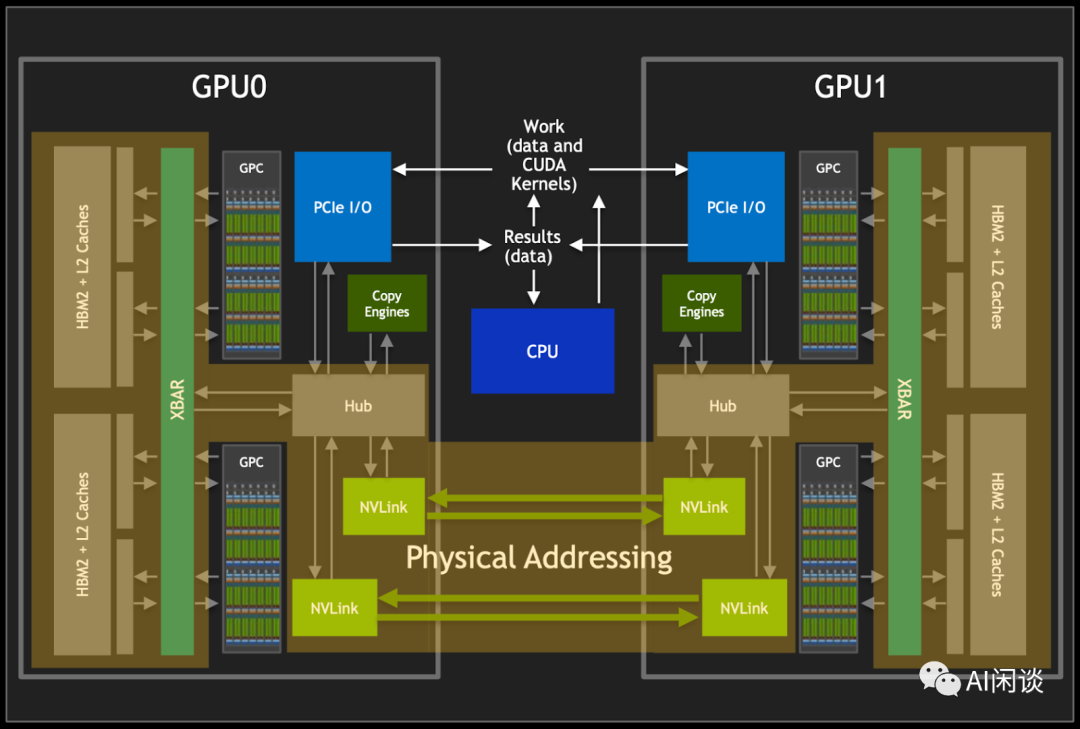 GPU0
GPU1
Work
(data and
CUDA
Kernels)
Results
(data)
CPU
HBM2 + L2 Caches
HBM2 + L2 Caches
XBAR
GPC
GPC
PCIe I/O
Copy
Engines
Hub
NVLink
NVLink
PCIe I/O
Copy
Engines
Hub
NVLink
NVLink
GPC
GPC
XBAR
HBM2 + L2 Caches
HBM2 + L2 Caches
Physical Addressing
AI闲谈